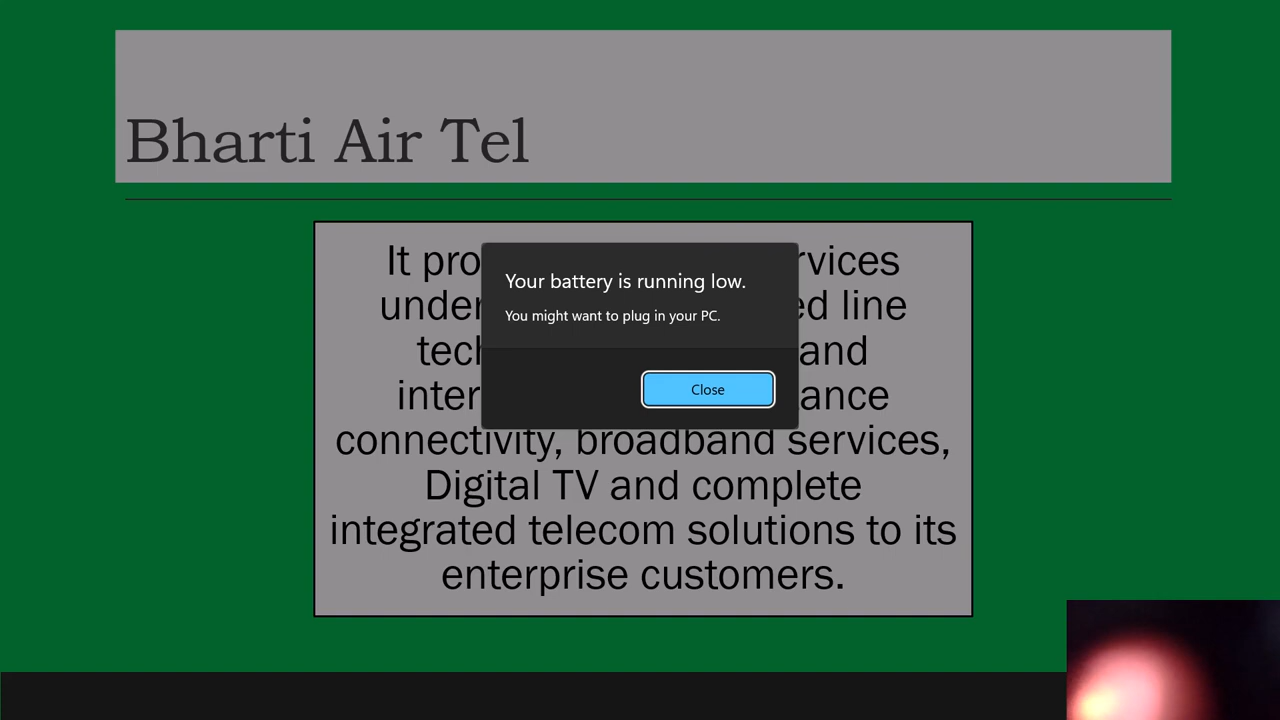 Bharti Air Tel
It pro rvices
under ed line
tech and
inter ance
connectivity, broadband services,
Digital TV and complete
integrated telecom solutions to its
enterprise customers.
Your battery is running low.
You might want to plug in your PC.
Close